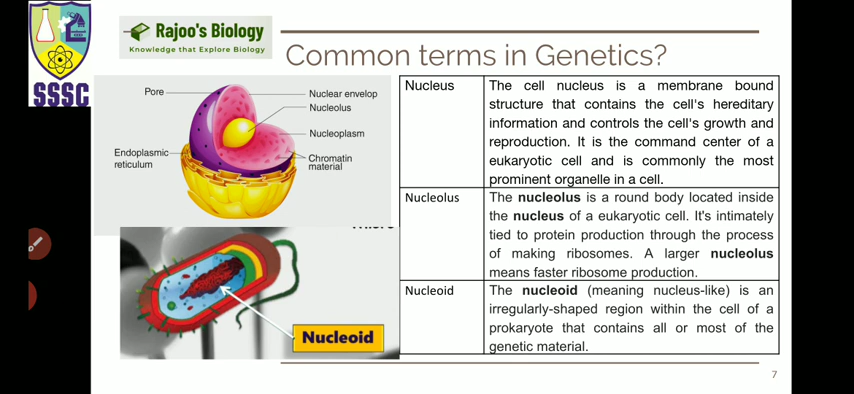 Rajoo's Biology
Knowledge that Explore Biology
SSSC
Common terms in Genetics?
Pore
Nuclear envelop
Nucleolus
Nucleoplasm
Endoplasmic
reticulum
Chromatin
material
Nucleoid
Nucleus
The cell nucleus is a membrane bound
structure that contains the cell's hereditary
information and controls the cell's growth and
reproduction. It is the command center of a
eukaryotic cell and is commonly the most
prominent organelle in a cell.
Nucleolus
The nucleolus is a round body located inside
the nucleus of a eukaryotic cell. It's intimately
tied to protein production through the process
of making ribosomes. A larger nucleolus
means faster ribosome production.
Nucleoid
The nucleoid (meaning nucleus-like) is an
irregularly-shaped region within the cell of a
prokaryote that contains all or most of the
genetic material.
7